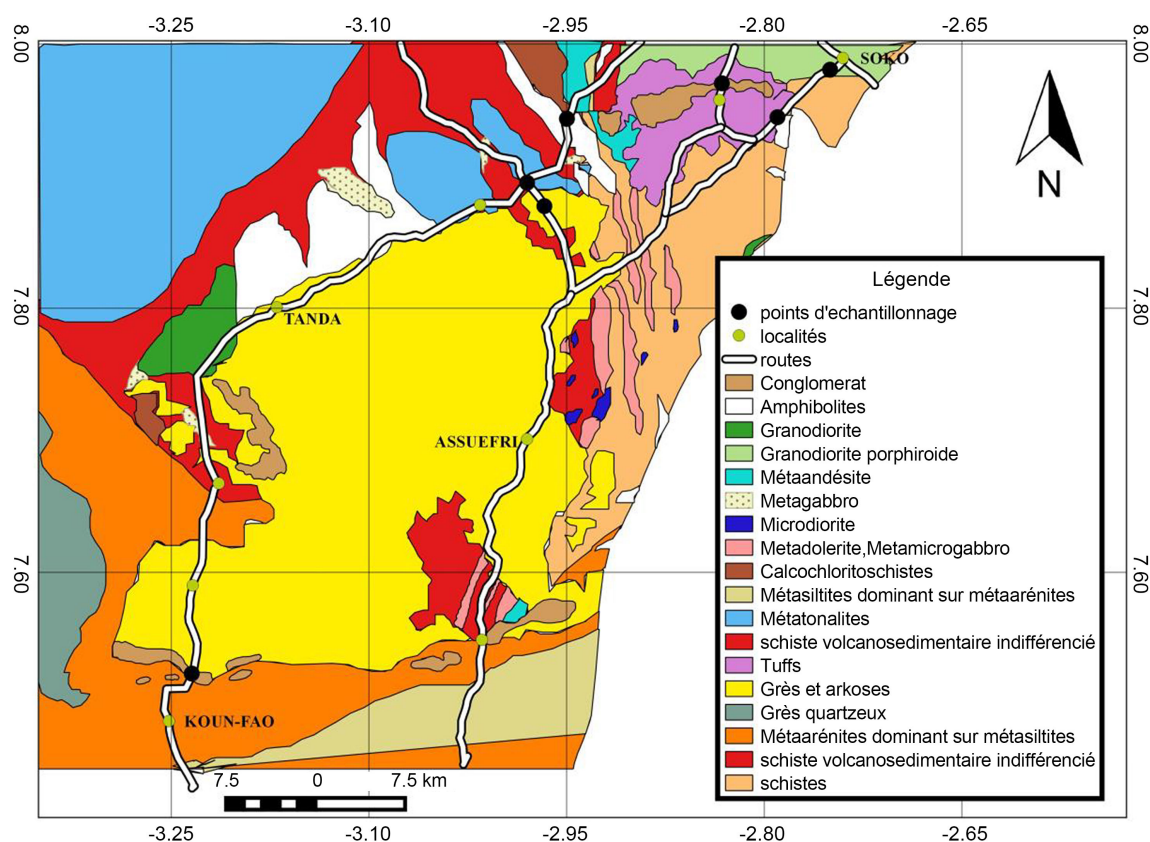 -3.25 -3.10 -2.95 -2.80 -2.65
8.00 8.00
SOKO
N
7.80 7.80
TANDA
ASSUEFRI
7.60 7.60
KOUN-FAO
7.5 0 7.5 km
-3.25 -3.10 -2.95 -2.80 -2.65
Légende
points d'echantillonnage
localités
routes
Conglomerat
Amphibolites
Granodiorite
Granodiorite porphiroide
Métaandésite
Metagabbro
Microdiorite
Metadolerite,Metamicrogabbro
Calcochloritoschistes
Métasiltites dominant sur métaarénites
Métatonalites
schiste volcanosedimentaire indifférencié
Tuffs
Grès et arkoses
Grès quartzeux
Métaarénites dominant sur métasiltites
schiste volcanosedimentaire indifférencié
schistes